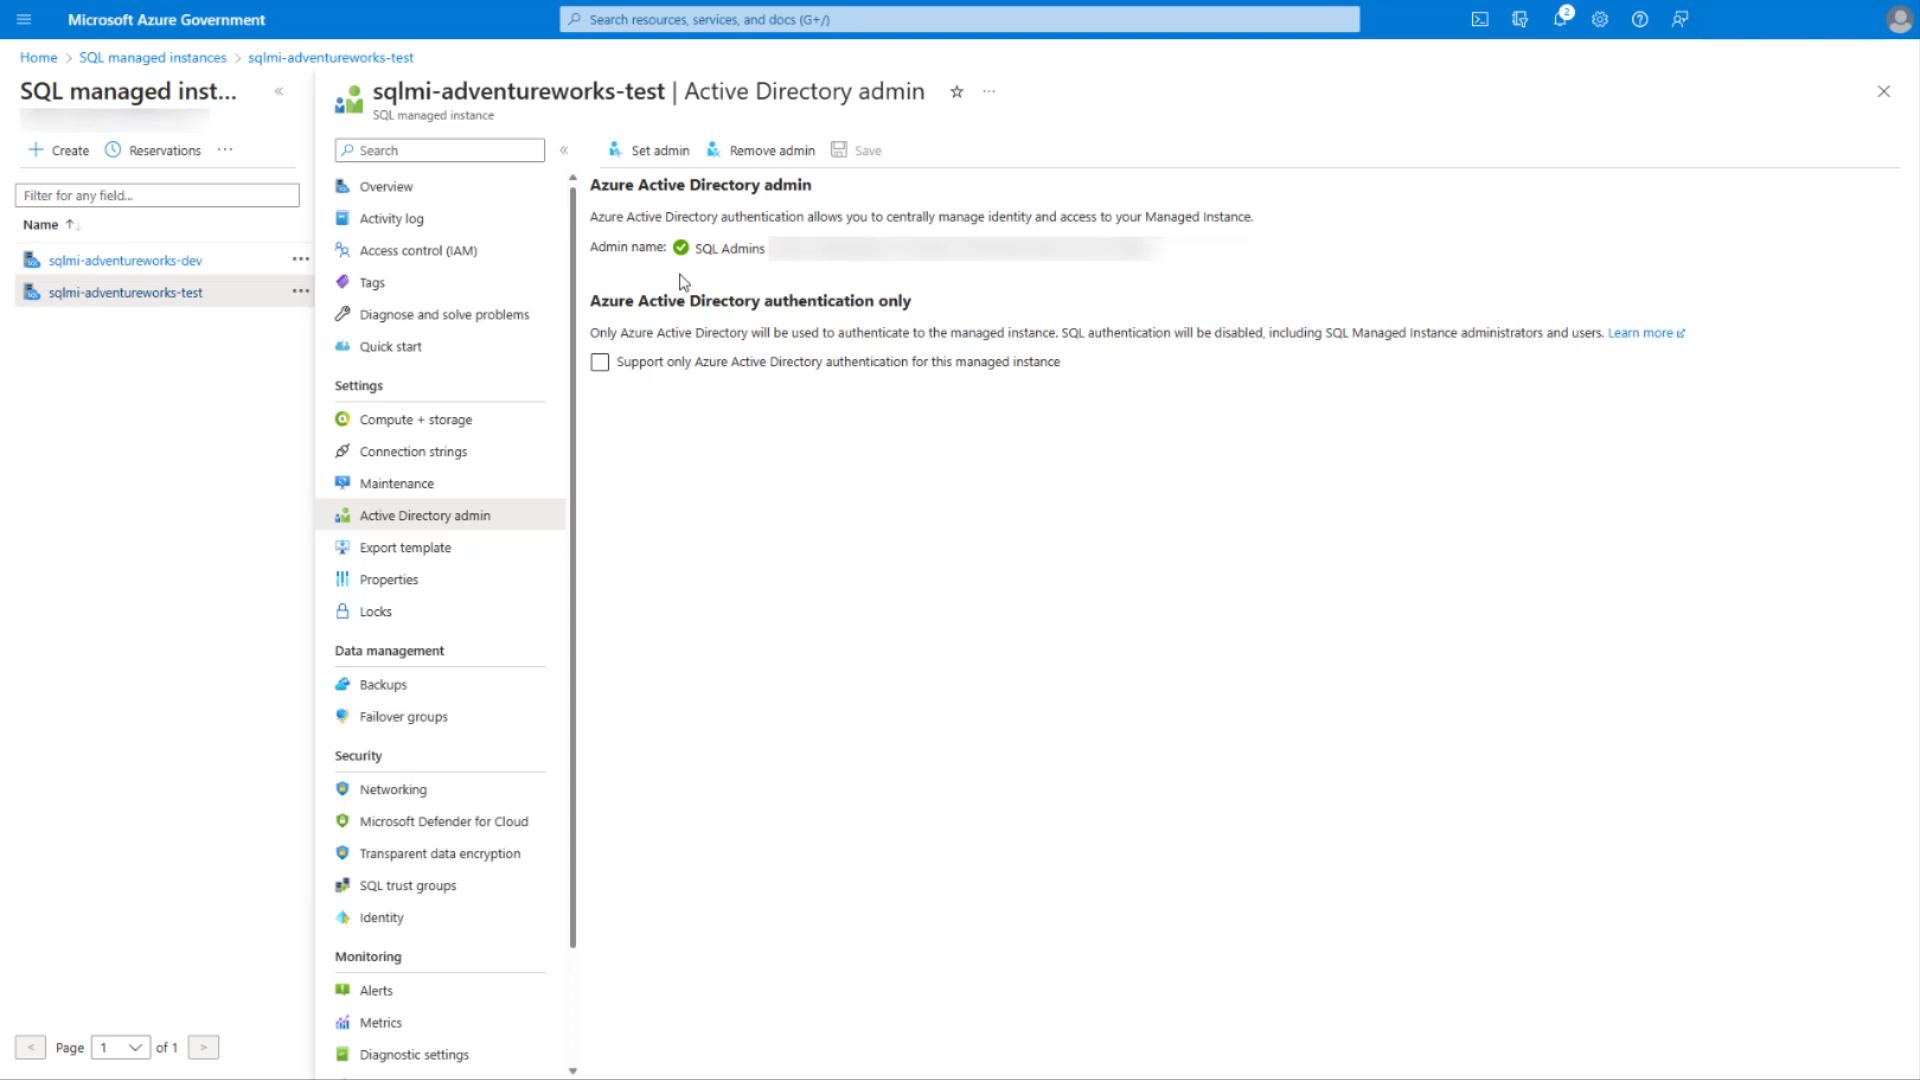 Microsoft Azure Government
Search resources, services, and docs (G+/)
2
Home > SQL managed instances > sqlmi-adventureworks-test
SQL managed inst...
«
Create
Reservations
...
Filter for any field...
Name
sqlmi-adventureworks-dev
...
sqlmi-adventureworks-test
...
< Page 1 of 1 >
sqlmi-adventureworks-test | Active Directory admin
...
SQL managed instance
Search
«
Overview
Activity log
Access control (IAM)
Tags
Diagnose and solve problems
Quick start
Settings
Compute + storage
Connection strings
Maintenance
Active Directory admin
Export template
Properties
Locks
Data management
Backups
Failover groups
Security
Networking
Microsoft Defender for Cloud
Transparent data encryption
SQL trust groups
Identity
Monitoring
Alerts
Metrics
Diagnostic settings
Set admin
Remove admin
Save
Azure Active Directory admin
Azure Active Directory authentication allows you to centrally manage identity and access to your Managed Instance.
Admin name: SQL Admins
Azure Active Directory authentication only
Only Azure Active Directory will be used to authenticate to the managed instance. SQL authentication will be disabled, including SQL Managed Instance administrators and users. Learn more
Support only Azure Active Directory authentication for this managed instance